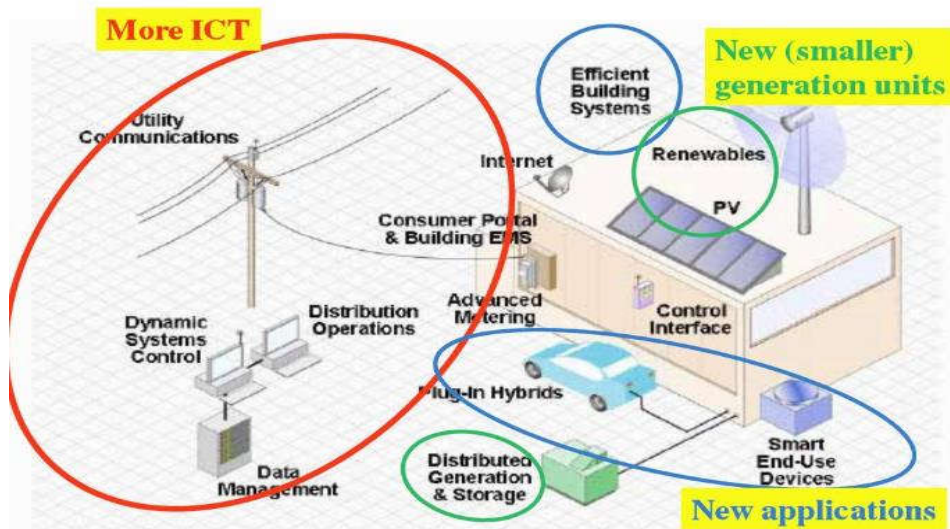 More ICT
New (smaller)
generation units
Efficient
Building
Systems
Utility
Communications
Internet
Renewables
PV
Consumer Portal
& Building EMS
Advanced
Metering
Control
Interface
Dynamic
Systems
Control
Distribution
Operations
Plug-In Hybrids
Data
Management
Distributed
Generation
& Storage
Smart
End-Use
Devices
New applications